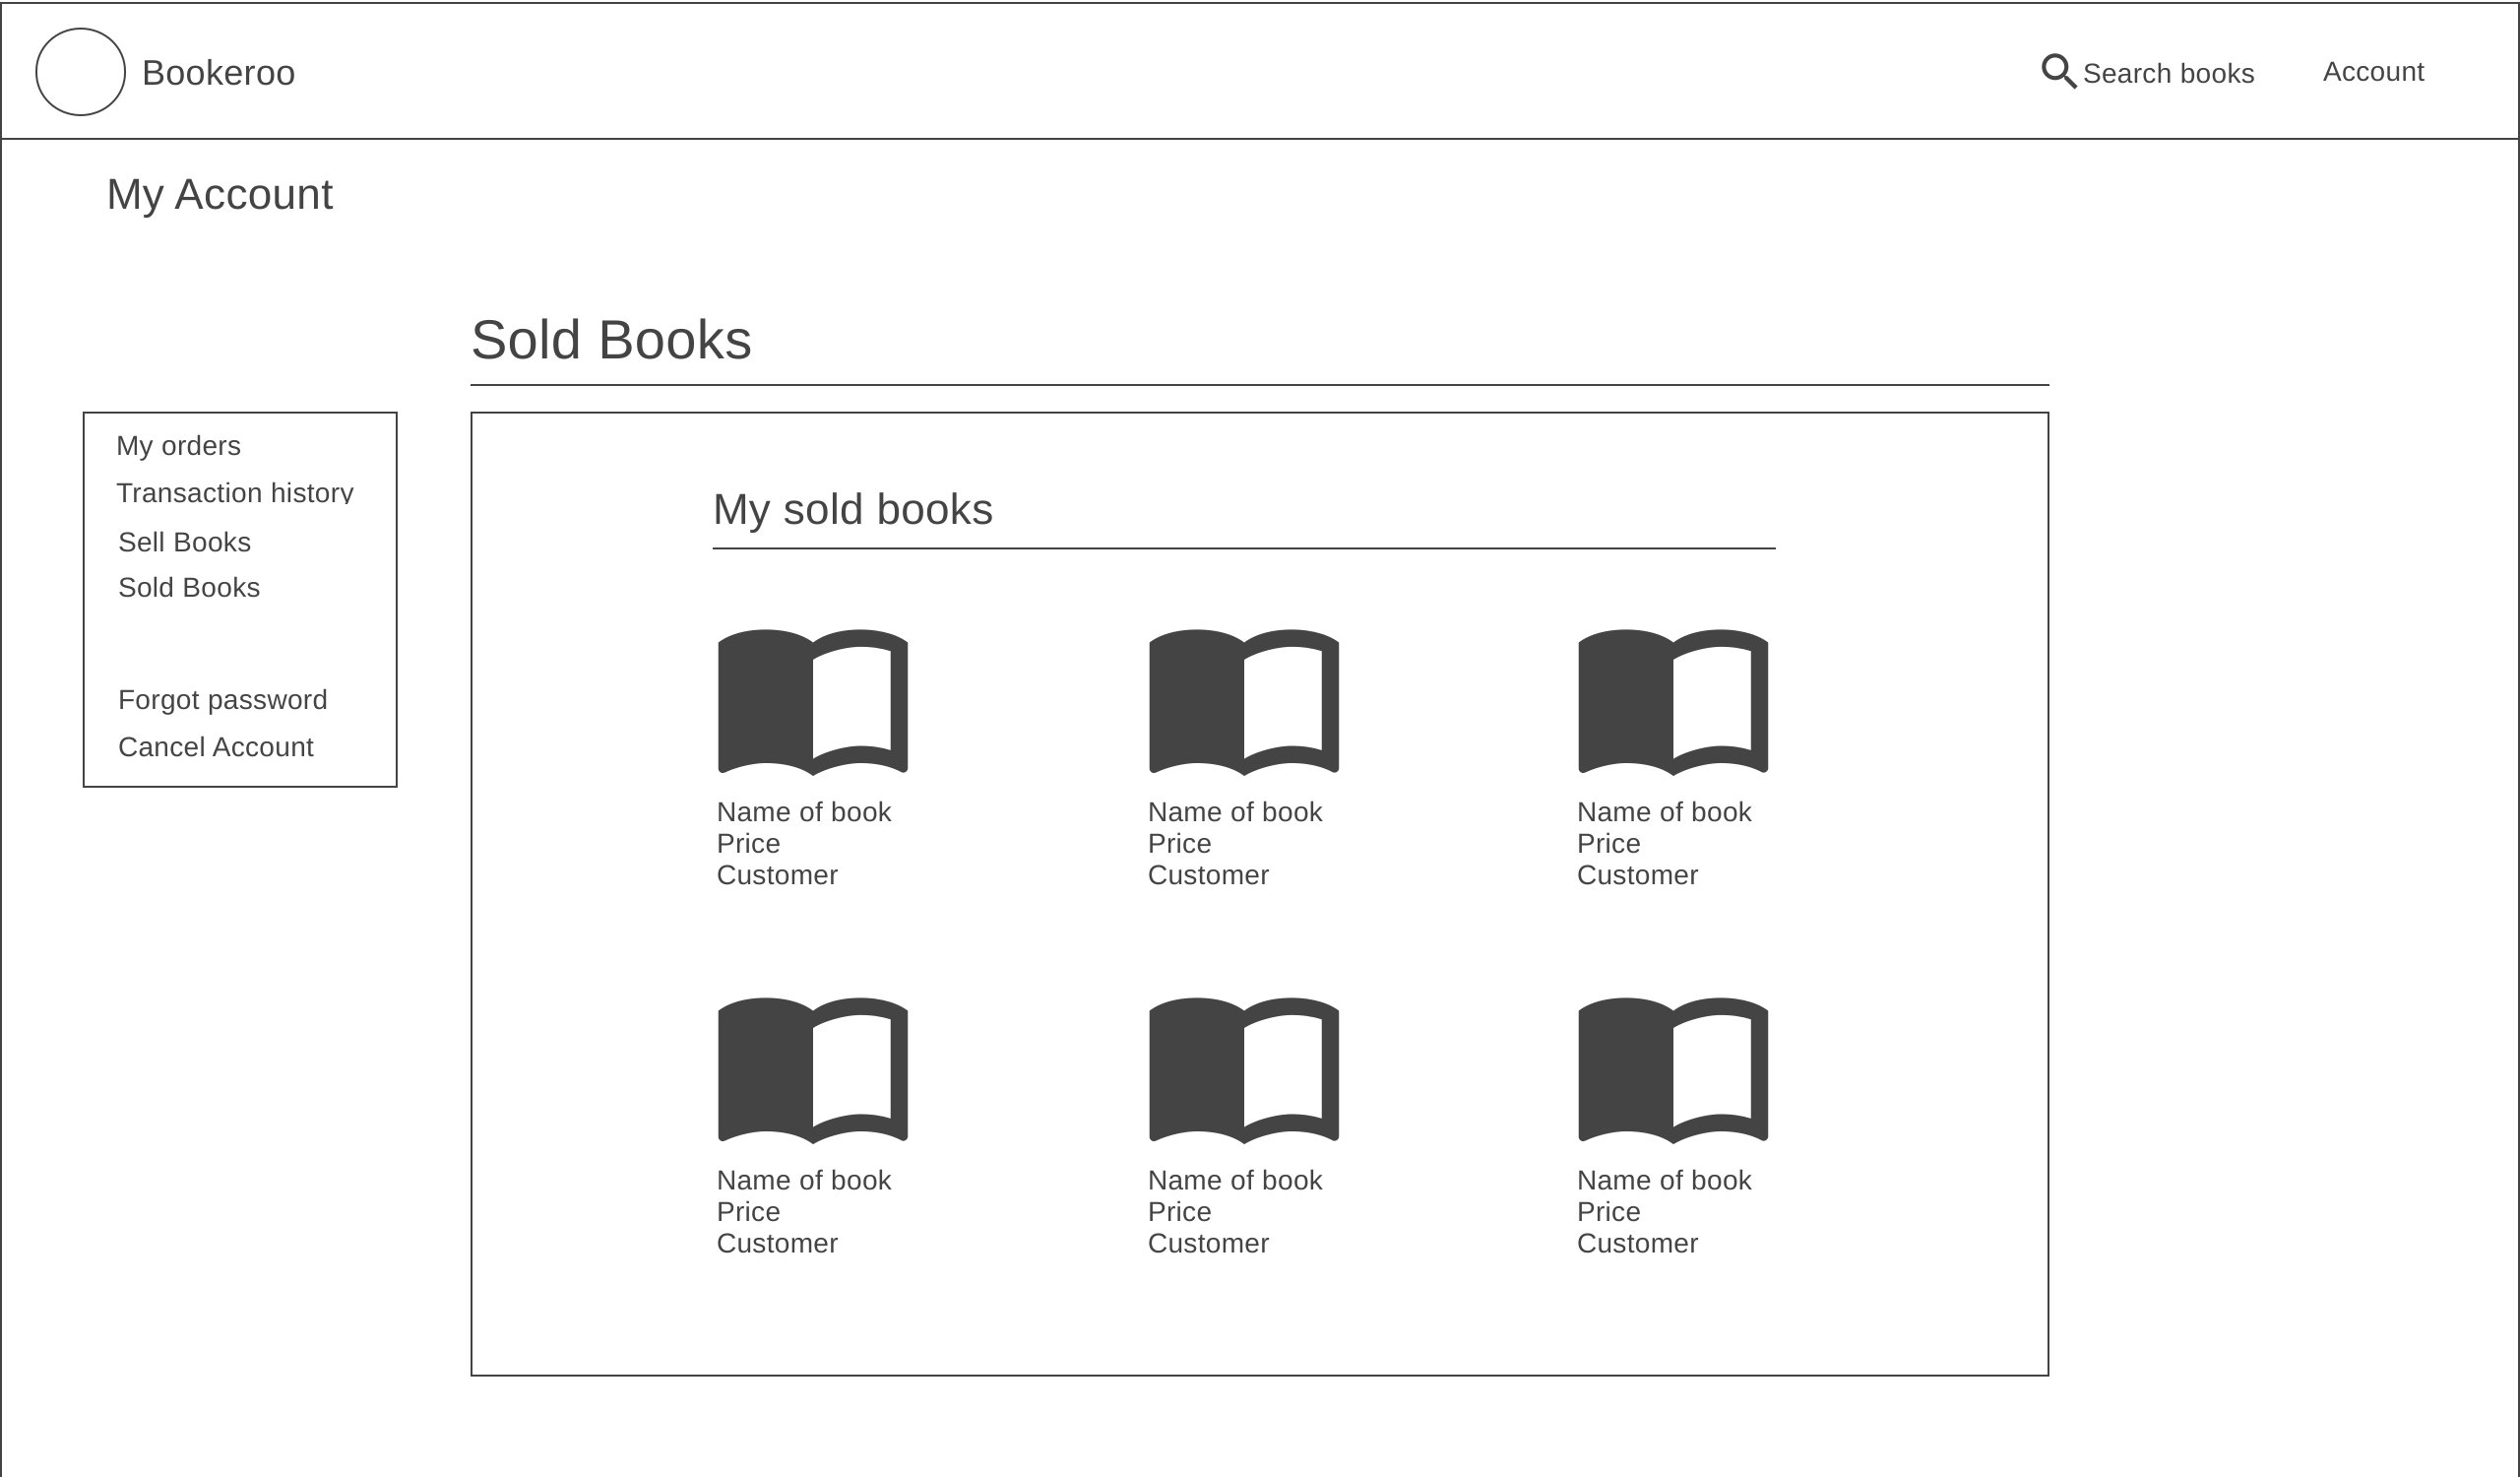 Bookeroo
Search books
Account
My Account
Sold Books
My orders
Transaction history
Sell Books
Sold Books
Forgot password
Cancel Account
My sold books
Name of book
Price
Customer
Name of book
Price
Customer
Name of book
Price
Customer
Name of book
Price
Customer
Name of book
Price
Customer
Name of book
Price
Customer